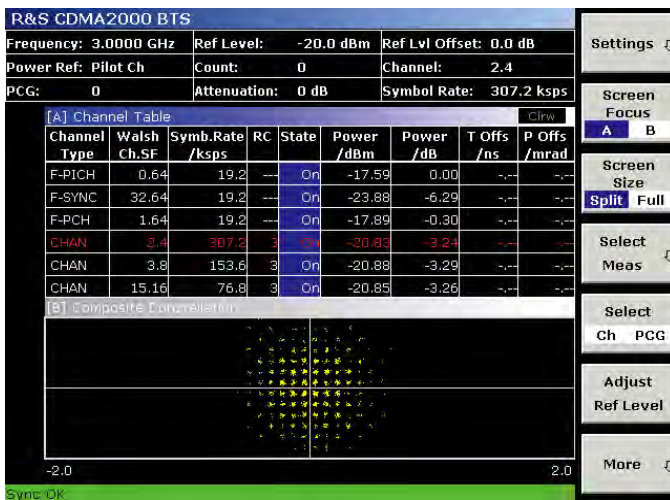 R&S CDMA2000 BTS
Frequency: 3.0000 GHz Ref Level: -20.0 dBm Ref Lvl Offset: 0.0 dB
Power Ref: Pilot Ch Count: 0 Channel: 2.4
PCG: 0 Attenuation: 0 dB Symbol Rate: 307.2 ksps
[A] Channel Table Clrw
Channel Walsh Symb.Rate RC State Power Power T Offs P Offs
Type Ch.SF /ksps /dBm /dB /ns /mrad
F-PICH 0.64 19.2 --- On -17.59 0.00 -.-- -.--
F-SYNC 32.64 19.2 --- On -23.88 -6.29 -.-- -.--
F-PCH 1.64 19.2 --- On -17.89 -0.30 -.-- -.--
CHAN 2.4 307.2 3 On -20.83 -3.24 -.-- -.--
CHAN 3.8 153.6 3 On -20.88 -3.29 -.-- -.--
CHAN 15.16 76.8 3 On -20.85 -3.26 -.-- -.--
[B] Composite Constellation
-2.0 2.0
Sync OK
Settings
Screen
Focus
A B
Screen
Size
Split Full
Select
Meas
Select
Ch PCG
Adjust
Ref Level
More